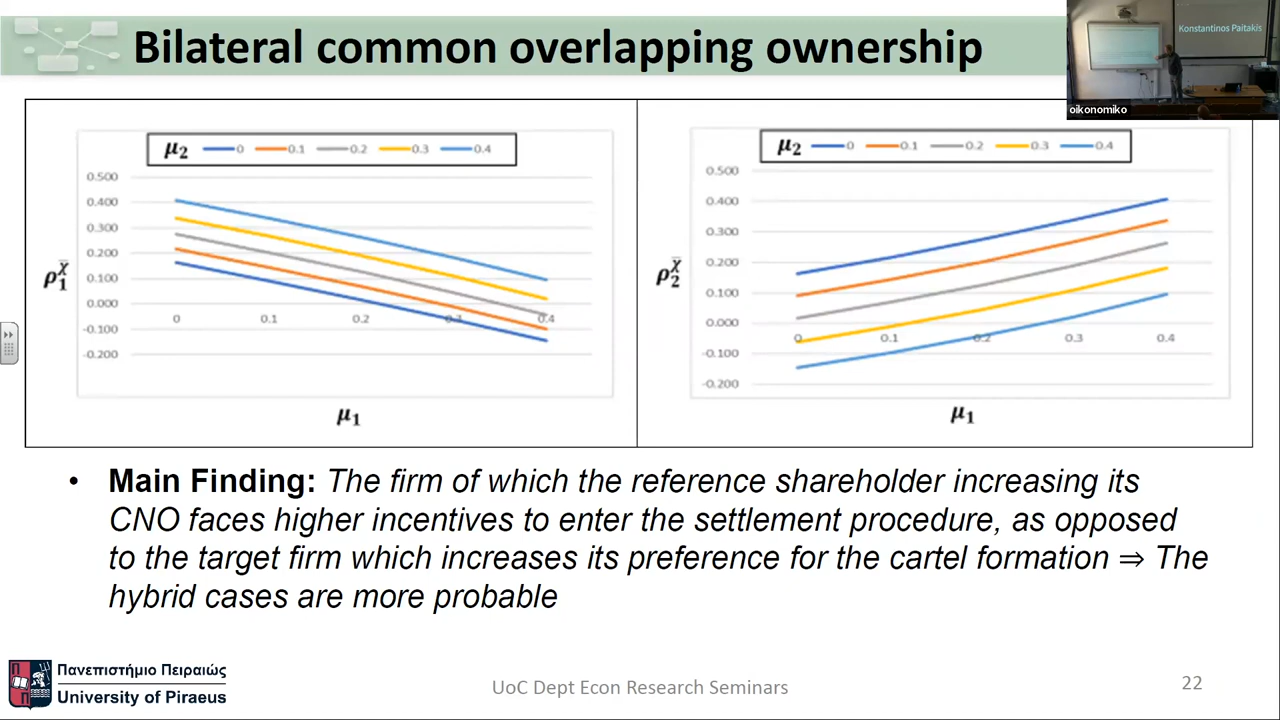 Bilateral common overlapping ownership
Konstantinos Paitakis
oikonomiko
μ2 0 0.1 0.2 0.3 0.4
0.500
0.400
0.300
0.200
0.100
0.000
-0.100
-0.200
0 0.1 0.2 0.3 0.4
ρ1^χ̄
μ1
μ2 0 0.1 0.2 0.3 0.4
0.500
0.400
0.300
0.200
0.100
0.000
-0.100
-0.200
0 0.1 0.2 0.3 0.4
ρ2^χ̄
μ1
• Main Finding: The firm of which the reference shareholder increasing its
CNO faces higher incentives to enter the settlement procedure, as opposed
to the target firm which increases its preference for the cartel formation ⇒ The
hybrid cases are more probable
Πανεπιστήμιο Πειραιώς
University of Piraeus
UoC Dept Econ Research Seminars
22